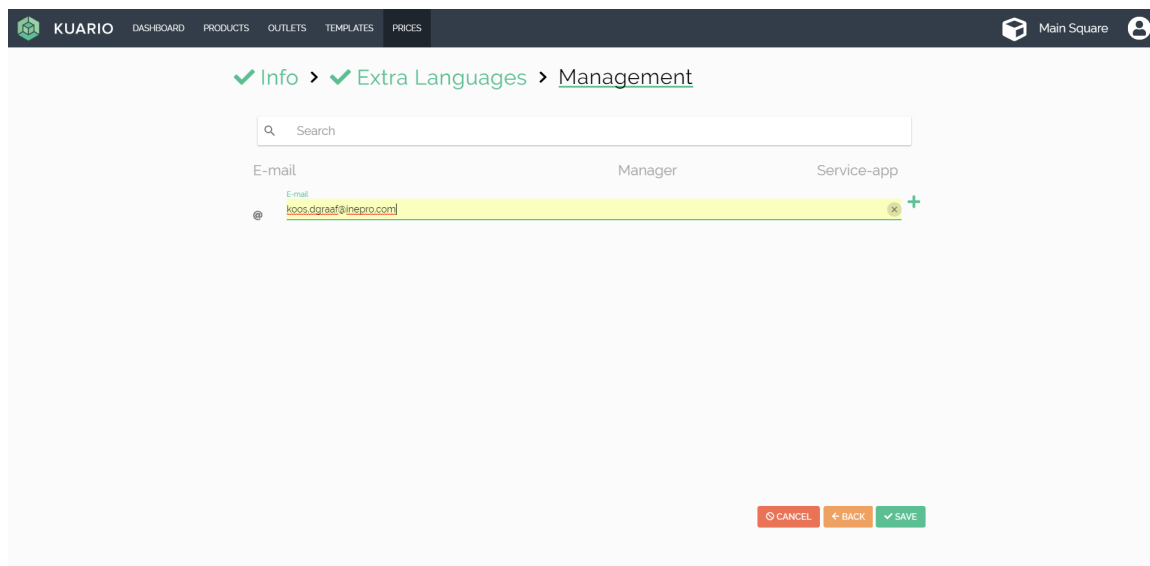 KUARIO DASHBOARD PRODUCTS OUTLETS TEMPLATES PRICES Main Square
Info > Extra Languages > Management
Search
E-mail Manager Service-app
E-mail
@ koos.dgraaf@inepro.com
CANCEL BACK SAVE